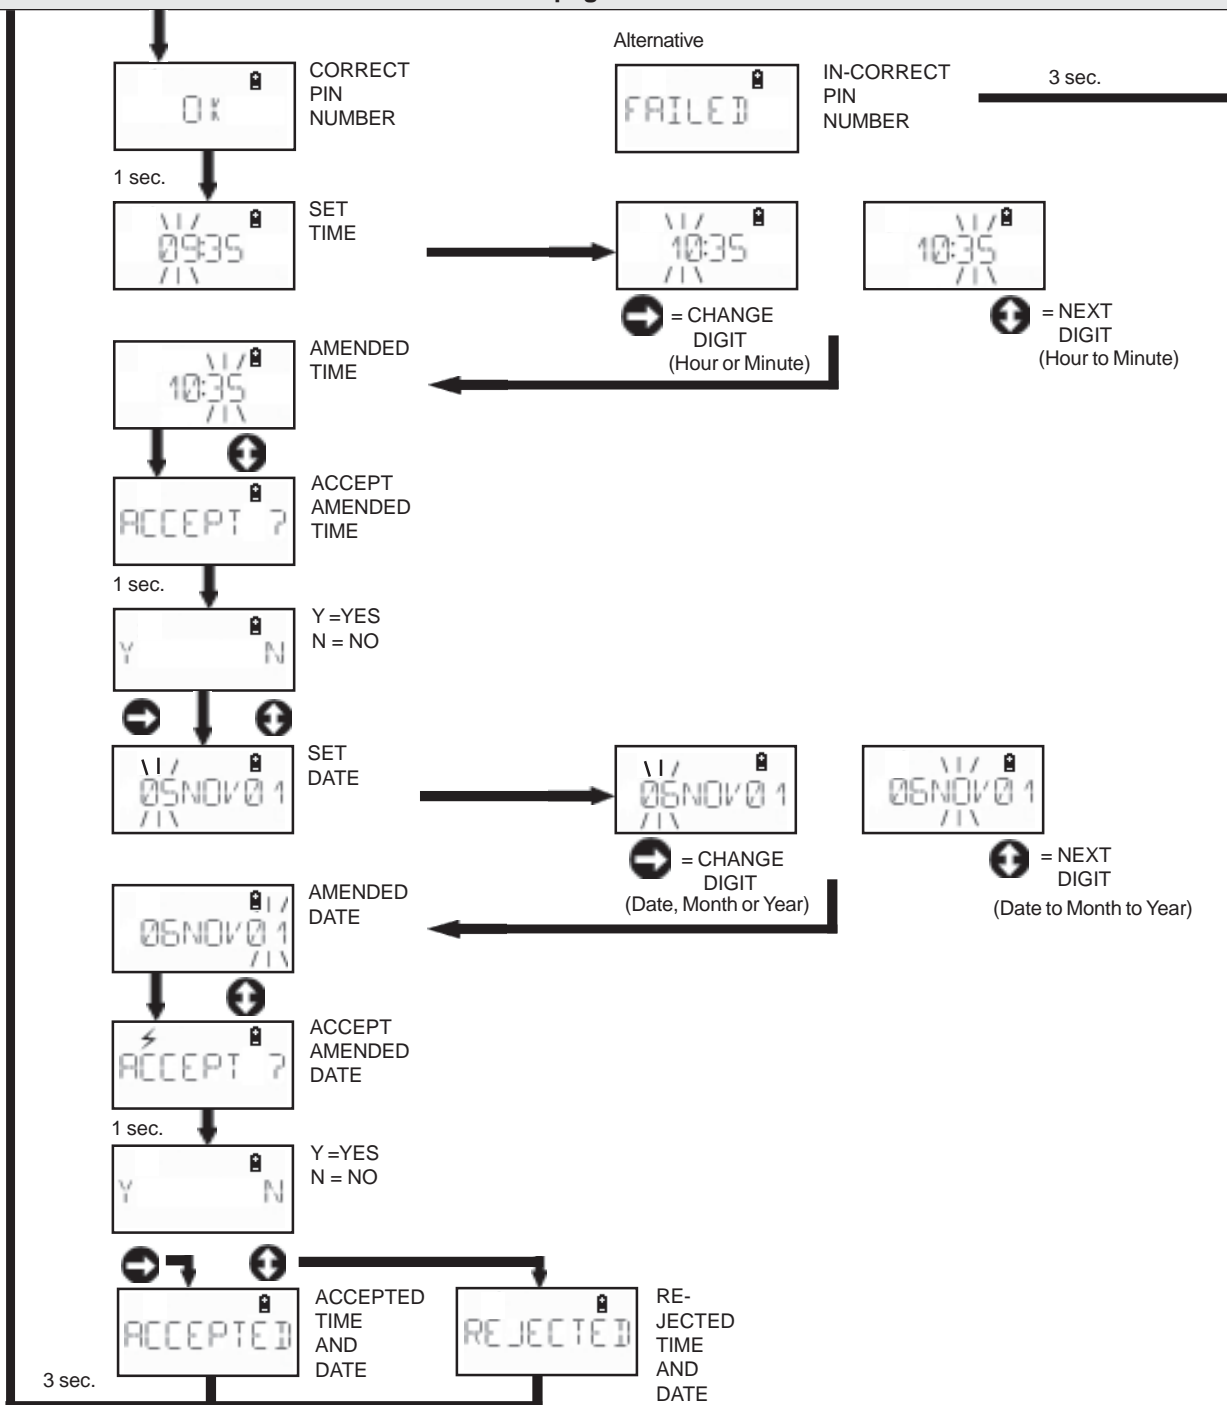 Alternative
OK
CORRECT
PIN
NUMBER
FAILED
IN-CORRECT
PIN
NUMBER
3 sec.
1 sec.
09:35
SET
TIME
10:35
10:35
= CHANGE
DIGIT
(Hour or Minute)
= NEXT
DIGIT
(Hour to Minute)
10:35
AMENDED
TIME
ACCEPT ?
ACCEPT
AMENDED
TIME
1 sec.
Y N
Y =YES
N = NO
05NOV01
SET
DATE
06NOV01
06NOV01
= CHANGE
DIGIT
(Date, Month or Year)
= NEXT
DIGIT
(Date to Month to Year)
06NOV01
AMENDED
DATE
ACCEPT ?
ACCEPT
AMENDED
DATE
1 sec.
Y N
Y =YES
N = NO
ACCEPTED
ACCEPTED
TIME
AND
DATE
REJECTED
RE-
JECTED
TIME
AND
DATE
3 sec.